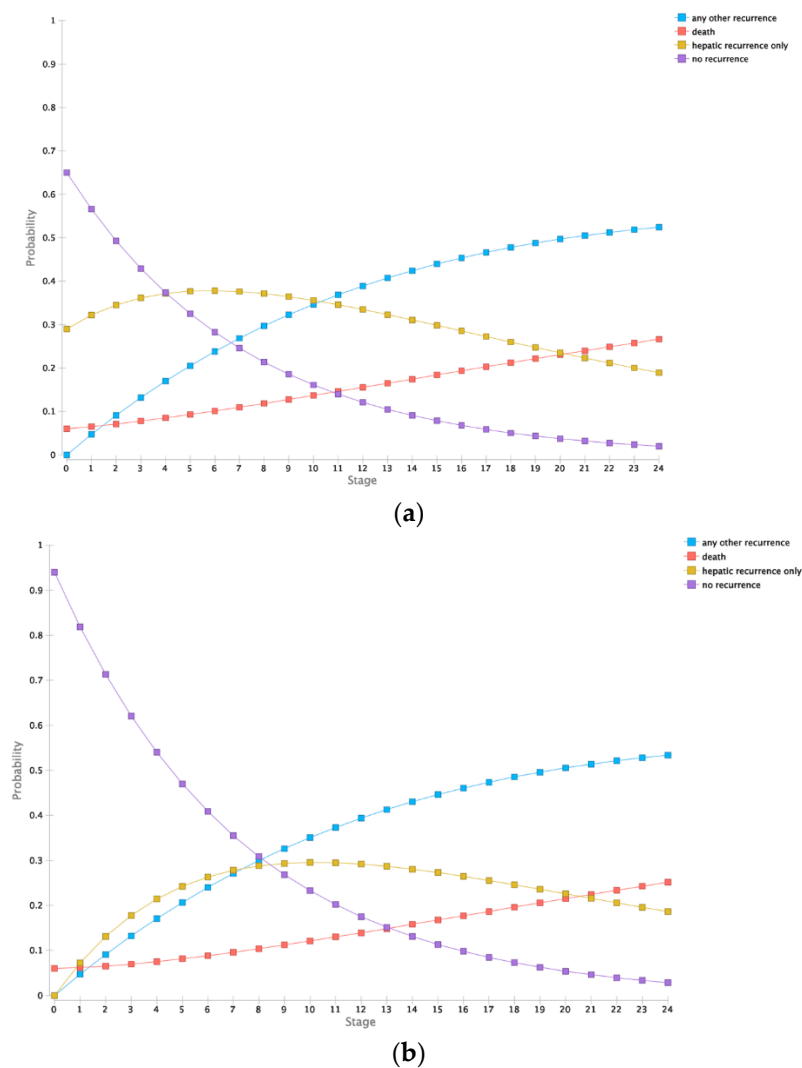 any other recurrence
death
hepatic recurrence only
no recurrence
1
0.9
0.8
0.7
0.6
0.5
0.4
0.3
0.2
0.1
0
Probability
0 1 2 3 4 5 6 7 8 9 10 11 12 13 14 15 16 17 18 19 20 21 22 23 24
Stage
(a)
any other recurrence
death
hepatic recurrence only
no recurrence
1
0.9
0.8
0.7
0.6
0.5
0.4
0.3
0.2
0.1
0
Probability
0 1 2 3 4 5 6 7 8 9 10 11 12 13 14 15 16 17 18 19 20 21 22 23 24
Stage
(b)